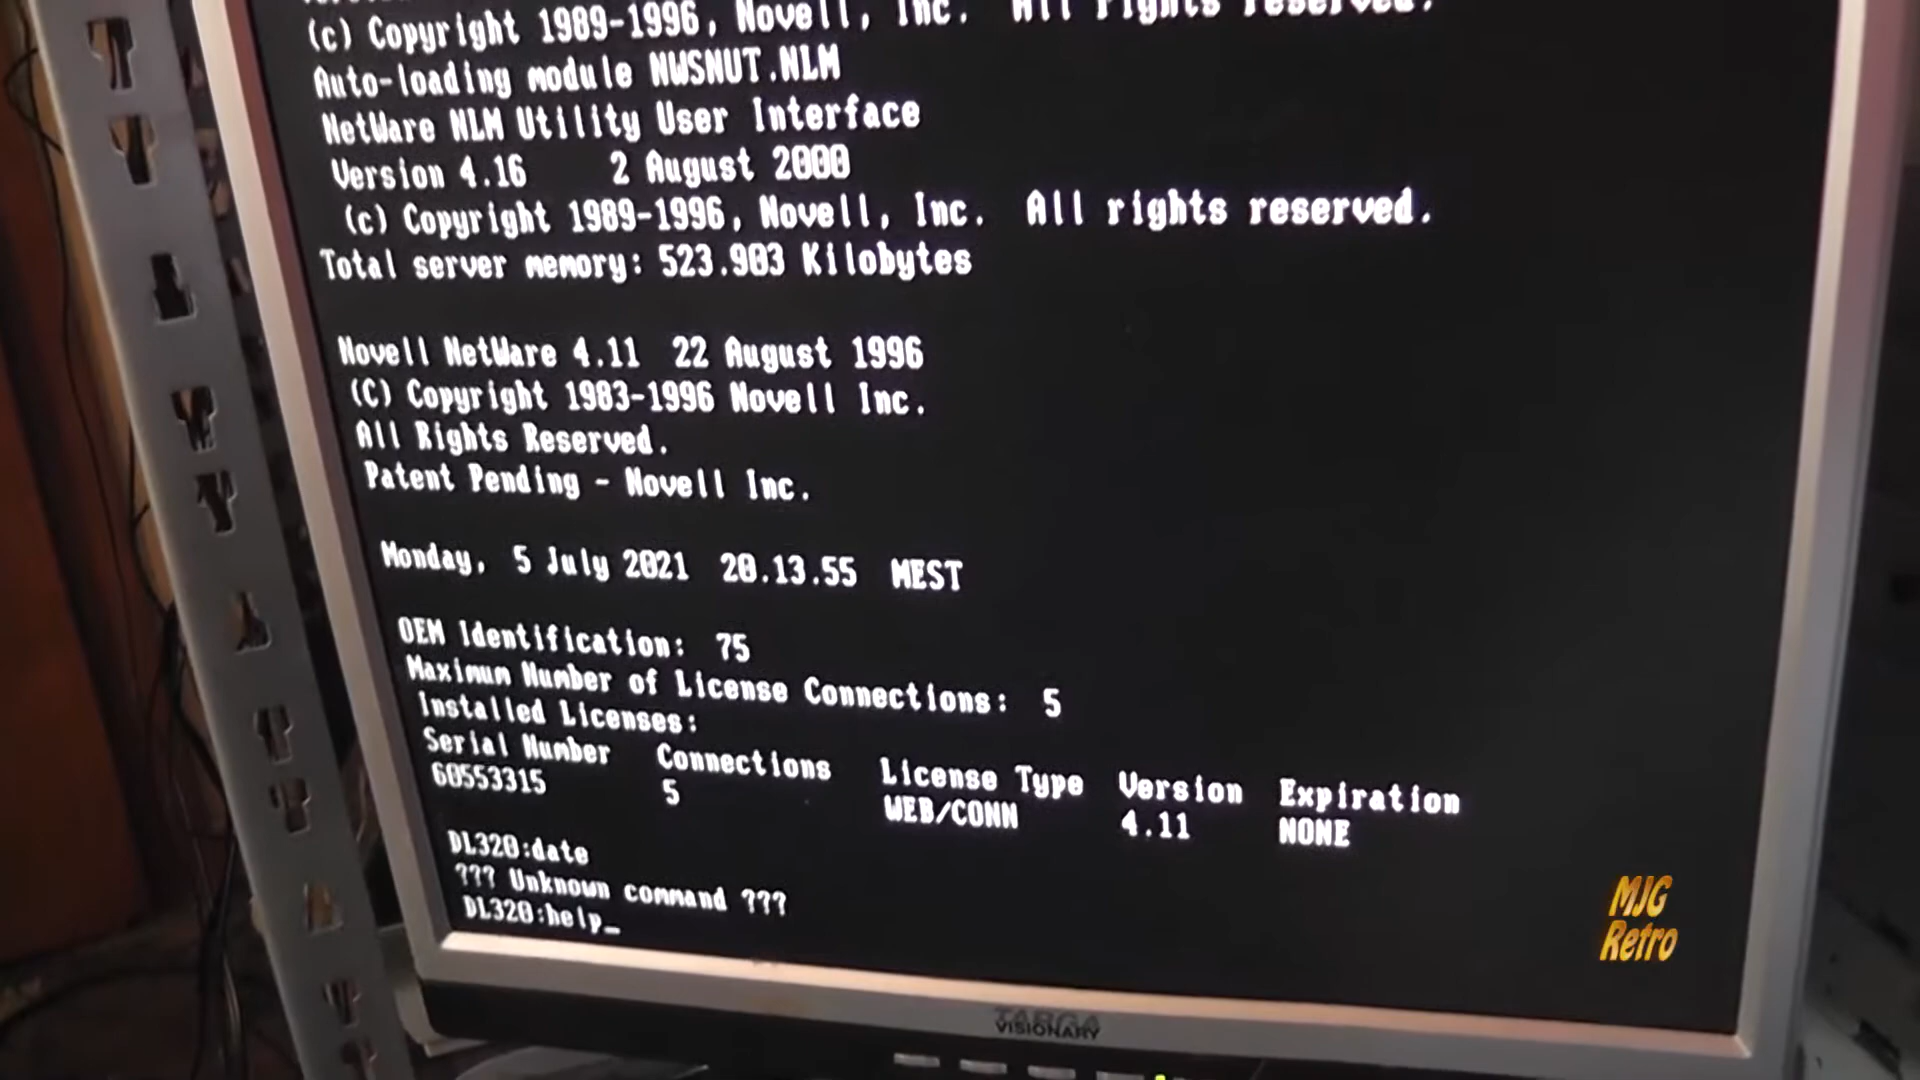 (c) Copyright 1989-1996, Novell, Inc. All rights reserved.
Auto-loading module NWSNUT.NLM
NetWare NLM Utility User Interface
Version 4.16 2 August 2000
(c) Copyright 1989-1996, Novell, Inc. All rights reserved.
Total server memory: 523.903 Kilobytes
Novell NetWare 4.11 22 August 1996
(C) Copyright 1983-1996 Novell Inc.
All Rights Reserved.
Patent Pending - Novell Inc.
Monday, 5 July 2021 20.13.55 MEST
OEM Identification: 75
Maximum Number of License Connections: 5
Installed Licenses:
Serial Number Connections License Type Version Expiration
60553315 5 WEB/CONN 4.11 NONE
DL320:date
??? Unknown command ???
DL320:help_
MJG
Retro
TARGA
VISIONARY